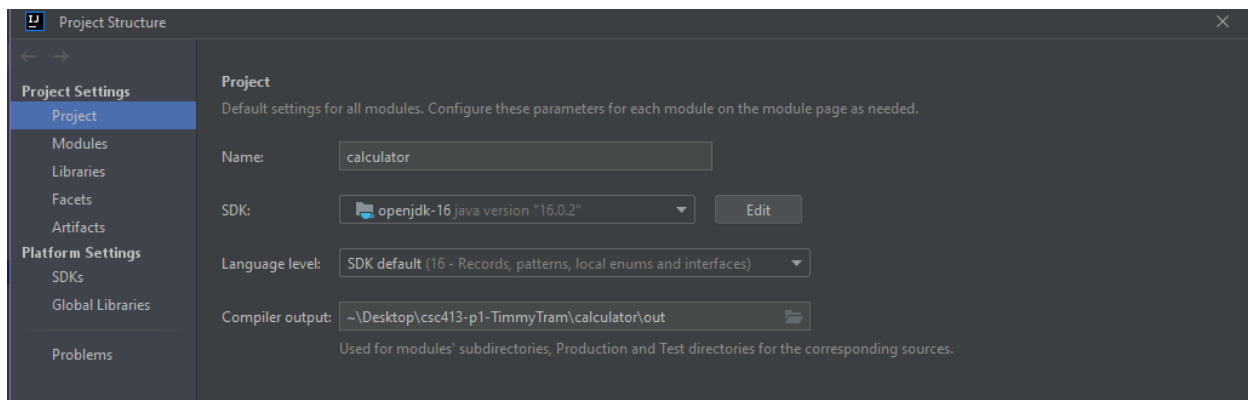 IJ Project Structure
Project Settings
Project
Modules
Libraries
Facets
Artifacts
Platform Settings
SDKs
Global Libraries
Problems
Project
Default settings for all modules. Configure these parameters for each module on the module page as needed.
Name: calculator
SDK: openjdk-16 java version "16.0.2" Edit
Language level: SDK default (16 - Records, patterns, local enums and interfaces)
Compiler output: ~\Desktop\csc413-p1-TimmyTram\calculator\out
Used for modules' subdirectories, Production and Test directories for the corresponding sources.